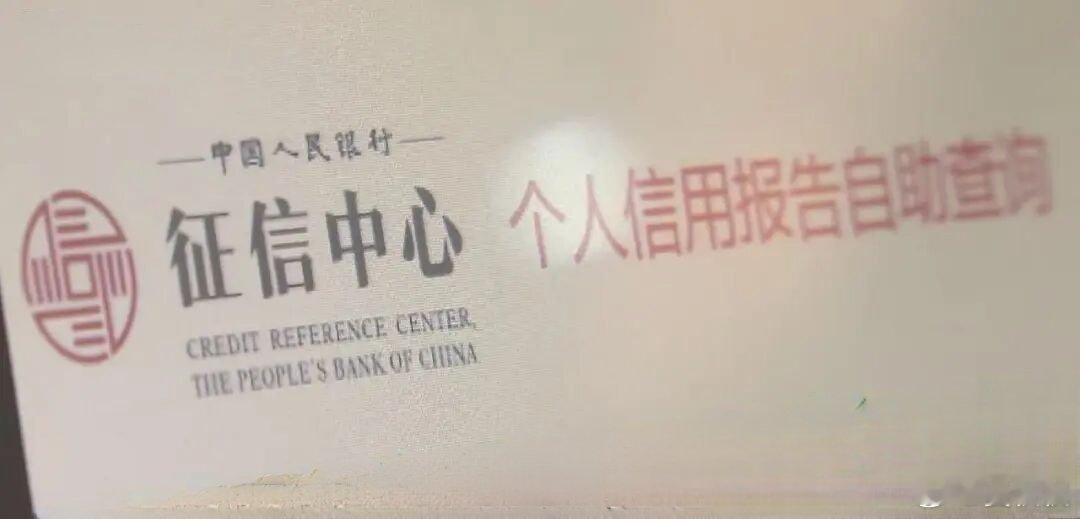 中国人民银行
征信中心
CREDIT REFERENCE CENTER,
THE PEOPLE'S BANK OF CHINA
个人信用报告自助查询